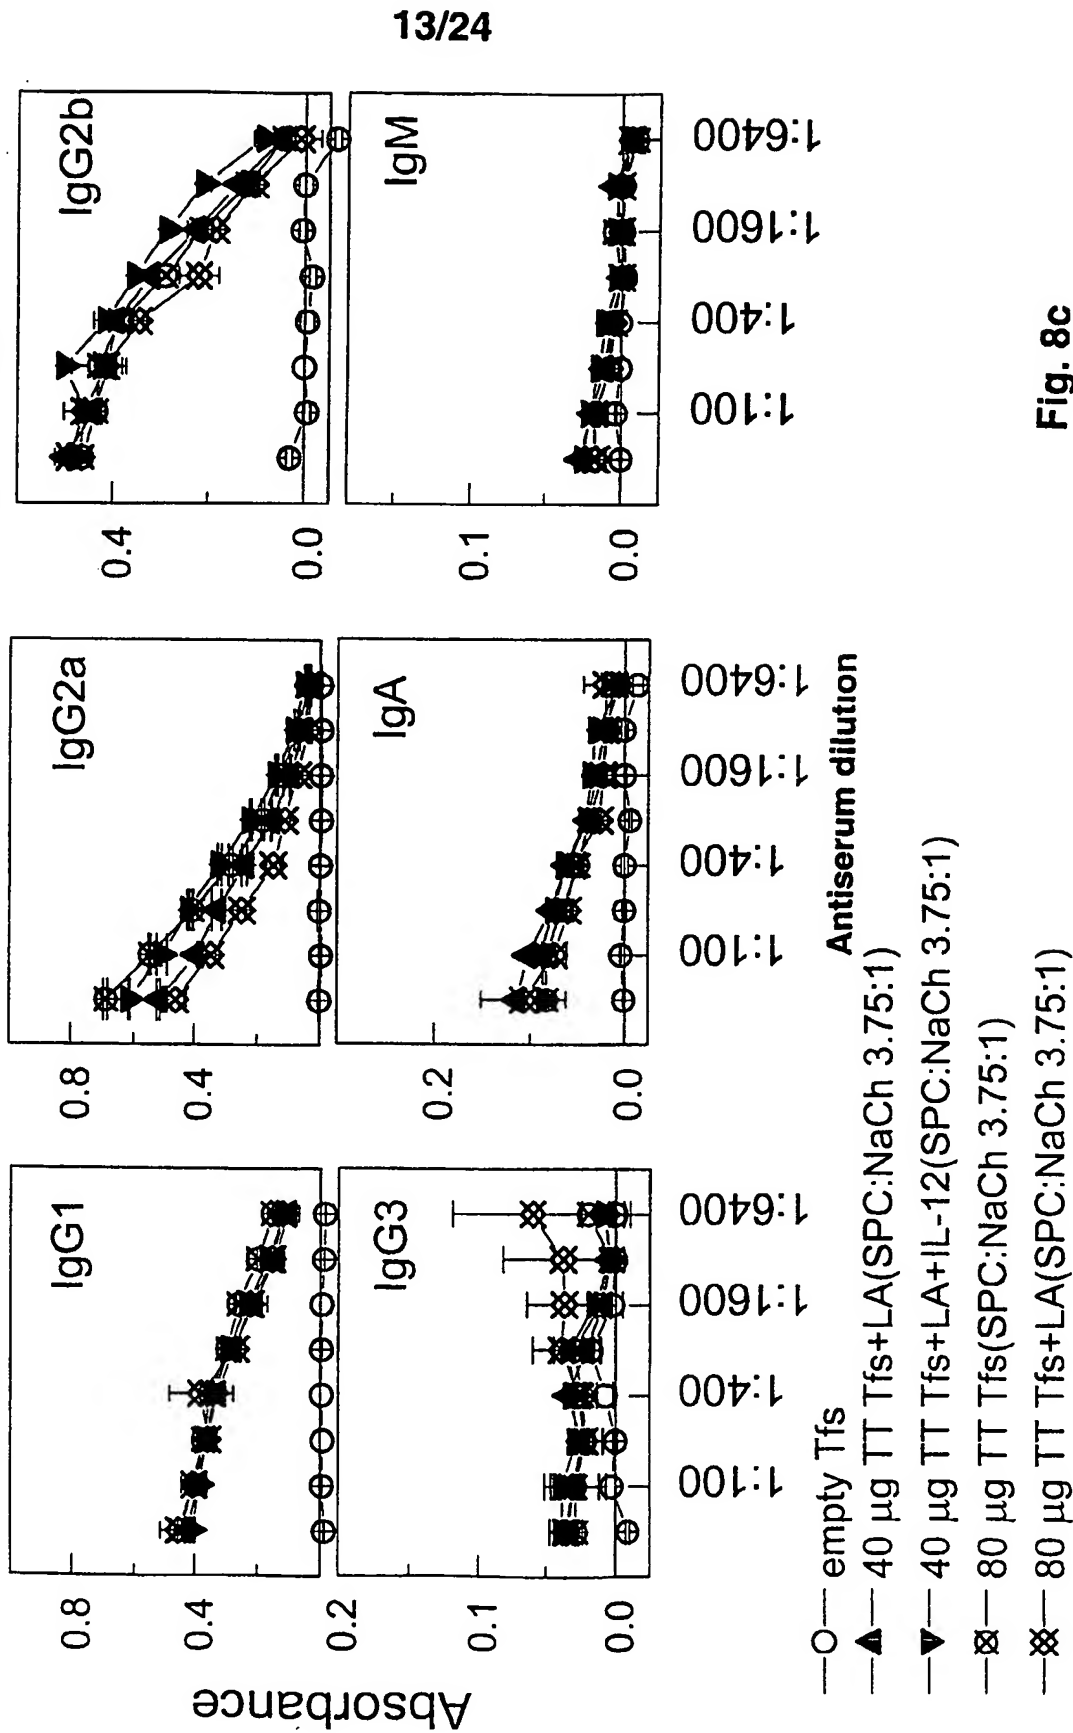 13/24
Absorbance
IgG1
IgG2a
IgG2b
0.8
0.4
0.8
0.4
0.4
0.0
IgG3
IgA
IgM
0.2
0.1
0.0
0.2
0.0
0.1
0.0
1:100
1:400
1:1600
1:6400
1:100
1:400
1:1600
1:6400
1:100
1:400
1:1600
1:6400
Antiserum dilution
empty Tfs
40 µg TT Tfs+LA(SPC:NaCh 3.75:1)
40 µg TT Tfs+LA+IL-12(SPC:NaCh 3.75:1)
80 µg TT Tfs(SPC:NaCh 3.75:1)
80 µg TT Tfs+LA(SPC:NaCh 3.75:1)
Fig. 8c